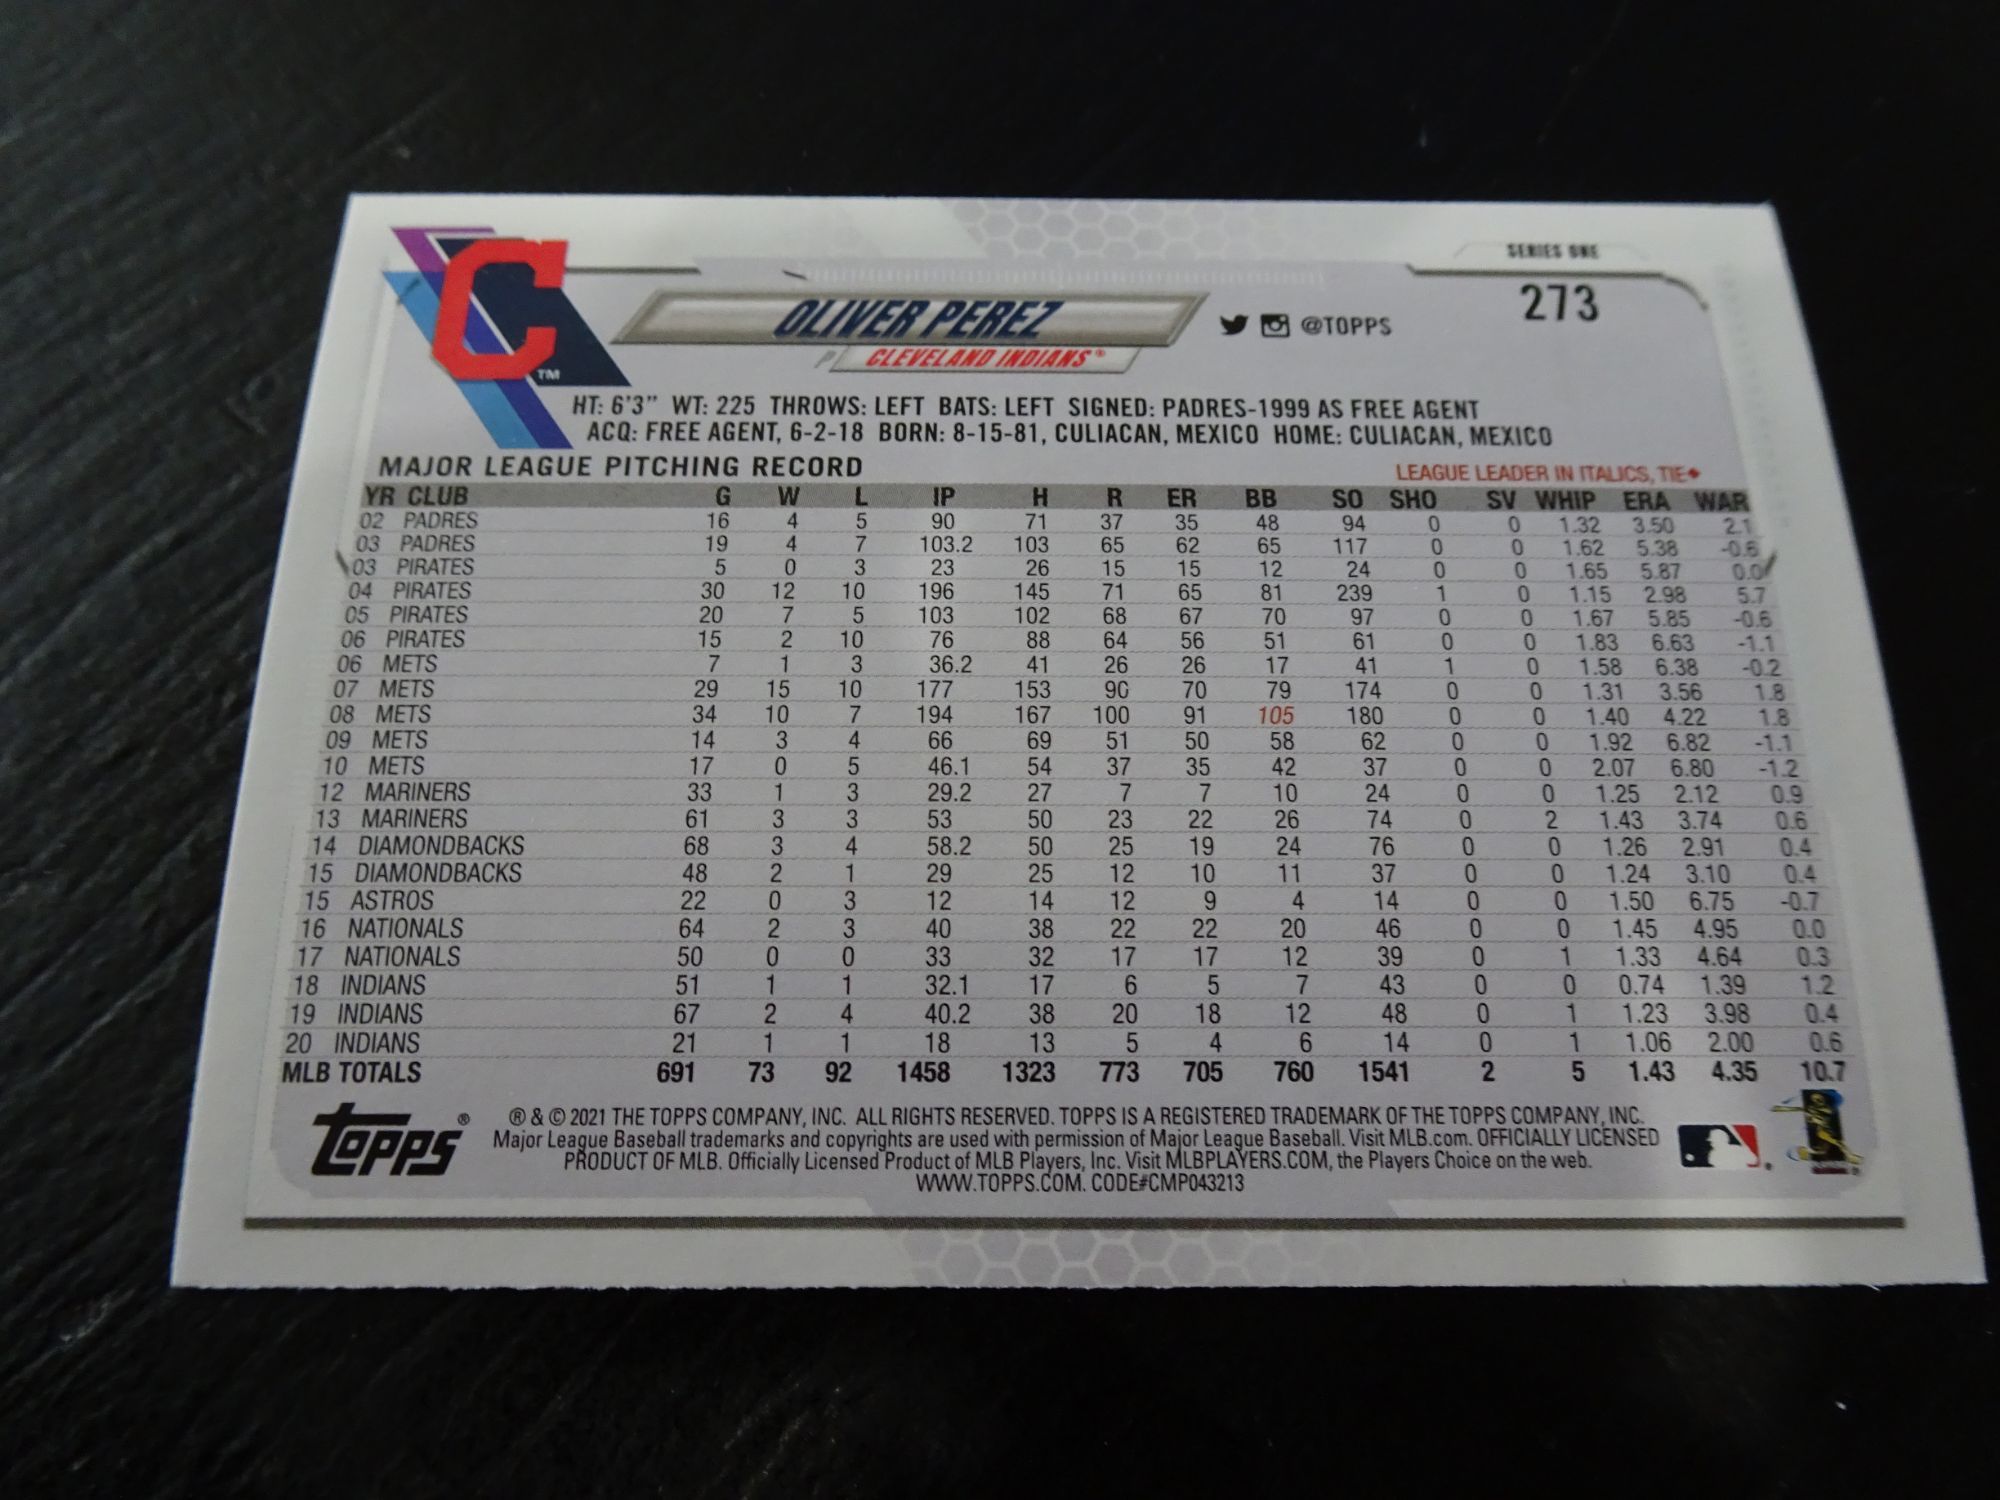 SERIES ONE
273
C
TM
OLIVER PEREZ
@TOPPS
P CLEVELAND INDIANS®
HT: 6'3" WT: 225 THROWS: LEFT BATS: LEFT SIGNED: PADRES-1999 AS FREE AGENT
ACQ: FREE AGENT, 6-2-18 BORN: 8-15-81, CULIACAN, MEXICO HOME: CULIACAN, MEXICO
MAJOR LEAGUE PITCHING RECORD LEAGUE LEADER IN ITALICS, TIE♦
YR CLUB G W L IP H R ER BB SO SHO SV WHIP ERA WAR
02 PADRES 16 4 5 90 71 37 35 48 94 0 0 1.32 3.50 2.1
03 PADRES 19 4 7 103.2 103 65 62 65 117 0 0 1.62 5.38 -0.6
03 PIRATES 5 0 3 23 26 15 15 12 24 0 0 1.65 5.87 0.0
04 PIRATES 30 12 10 196 145 71 65 81 239 1 0 1.15 2.98 5.7
05 PIRATES 20 7 5 103 102 68 67 70 97 0 0 1.67 5.85 -0.6
06 PIRATES 15 2 10 76 88 64 56 51 61 0 0 1.83 6.63 -1.1
06 METS 7 1 3 36.2 41 26 26 17 41 1 0 1.58 6.38 -0.2
07 METS 29 15 10 177 153 90 70 79 174 0 0 1.31 3.56 1.8
08 METS 34 10 7 194 167 100 91 105 180 0 0 1.40 4.22 1.8
09 METS 14 3 4 66 69 51 50 58 62 0 0 1.92 6.82 -1.1
10 METS 17 0 5 46.1 54 37 35 42 37 0 0 2.07 6.80 -1.2
12 MARINERS 33 1 3 29.2 27 7 7 10 24 0 0 1.25 2.12 0.9
13 MARINERS 61 3 3 53 50 23 22 26 74 0 2 1.43 3.74 0.6
14 DIAMONDBACKS 68 3 4 58.2 50 25 19 24 76 0 0 1.26 2.91 0.4
15 DIAMONDBACKS 48 2 1 29 25 12 10 11 37 0 0 1.24 3.10 0.4
15 ASTROS 22 0 3 12 14 12 9 4 14 0 0 1.50 6.75 -0.7
16 NATIONALS 64 2 3 40 38 22 22 20 46 0 0 1.45 4.95 0.0
17 NATIONALS 50 0 0 33 32 17 17 12 39 0 1 1.33 4.64 0.3
18 INDIANS 51 1 1 32.1 17 6 5 7 43 0 0 0.74 1.39 1.2
19 INDIANS 67 2 4 40.2 38 20 18 12 48 0 1 1.23 3.98 0.4
20 INDIANS 21 1 1 18 13 5 4 6 14 0 1 1.06 2.00 0.6
MLB TOTALS 691 73 92 1458 1323 773 705 760 1541 2 5 1.43 4.35 10.7
TOPPS®
® & © 2021 THE TOPPS COMPANY, INC. ALL RIGHTS RESERVED. TOPPS IS A REGISTERED TRADEMARK OF THE TOPPS COMPANY, INC.
Major League Baseball trademarks and copyrights are used with permission of Major League Baseball. Visit MLB.com. OFFICIALLY LICENSED
PRODUCT OF MLB. Officially Licensed Product of MLB Players, Inc. Visit MLBPLAYERS.COM, the Players Choice on the web.
WWW.TOPPS.COM. CODE#CMP043213